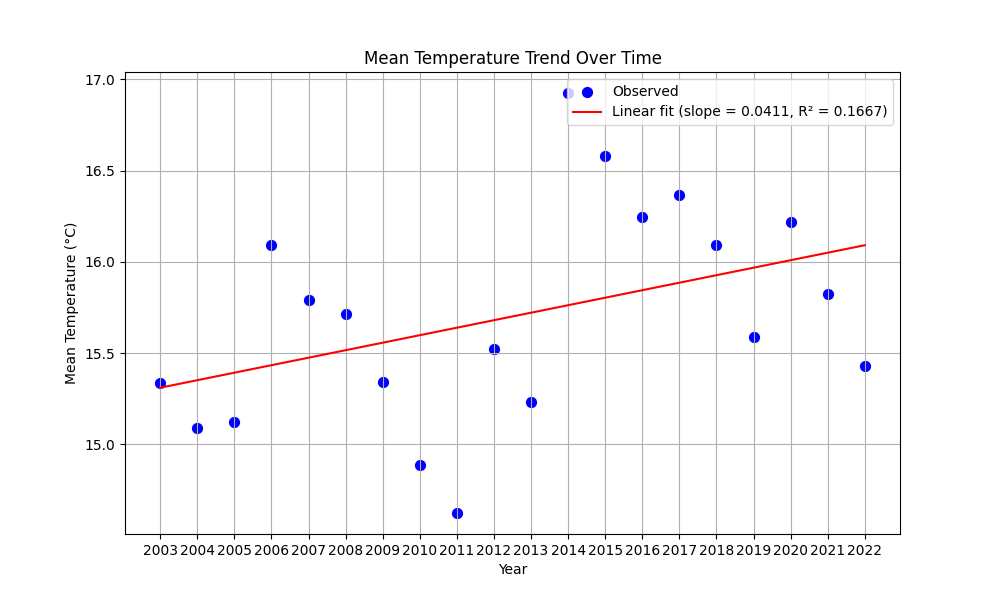 Mean Temperature Trend Over Time
Observed
Linear fit (slope = 0.0411, R² = 0.1667)
Mean Temperature (°C)
17.0
16.5
16.0
15.5
15.0
2003 2004 2005 2006 2007 2008 2009 2010 2011 2012 2013 2014 2015 2016 2017 2018 2019 2020 2021 2022
Year